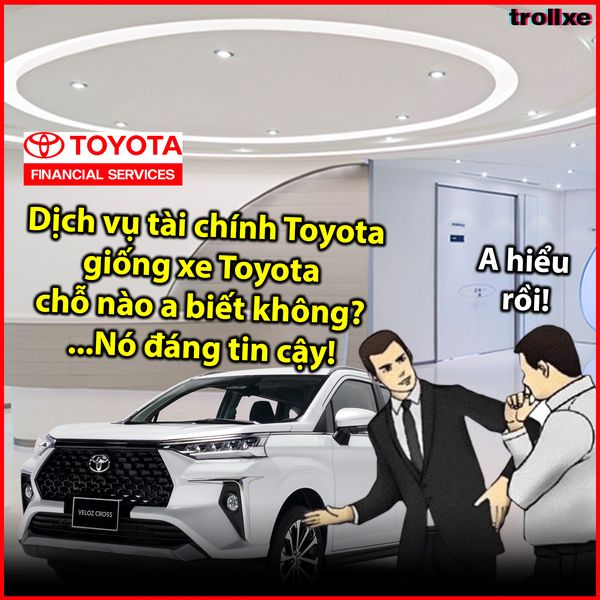 trollxe
TOYOTA
FINANCIAL SERVICES
Dịch vụ tài chính Toyota
giống xe Toyota
chỗ nào a biết không?
...Nó đáng tin cậy!
A hiểu
rồi!
VELOZ CROSS